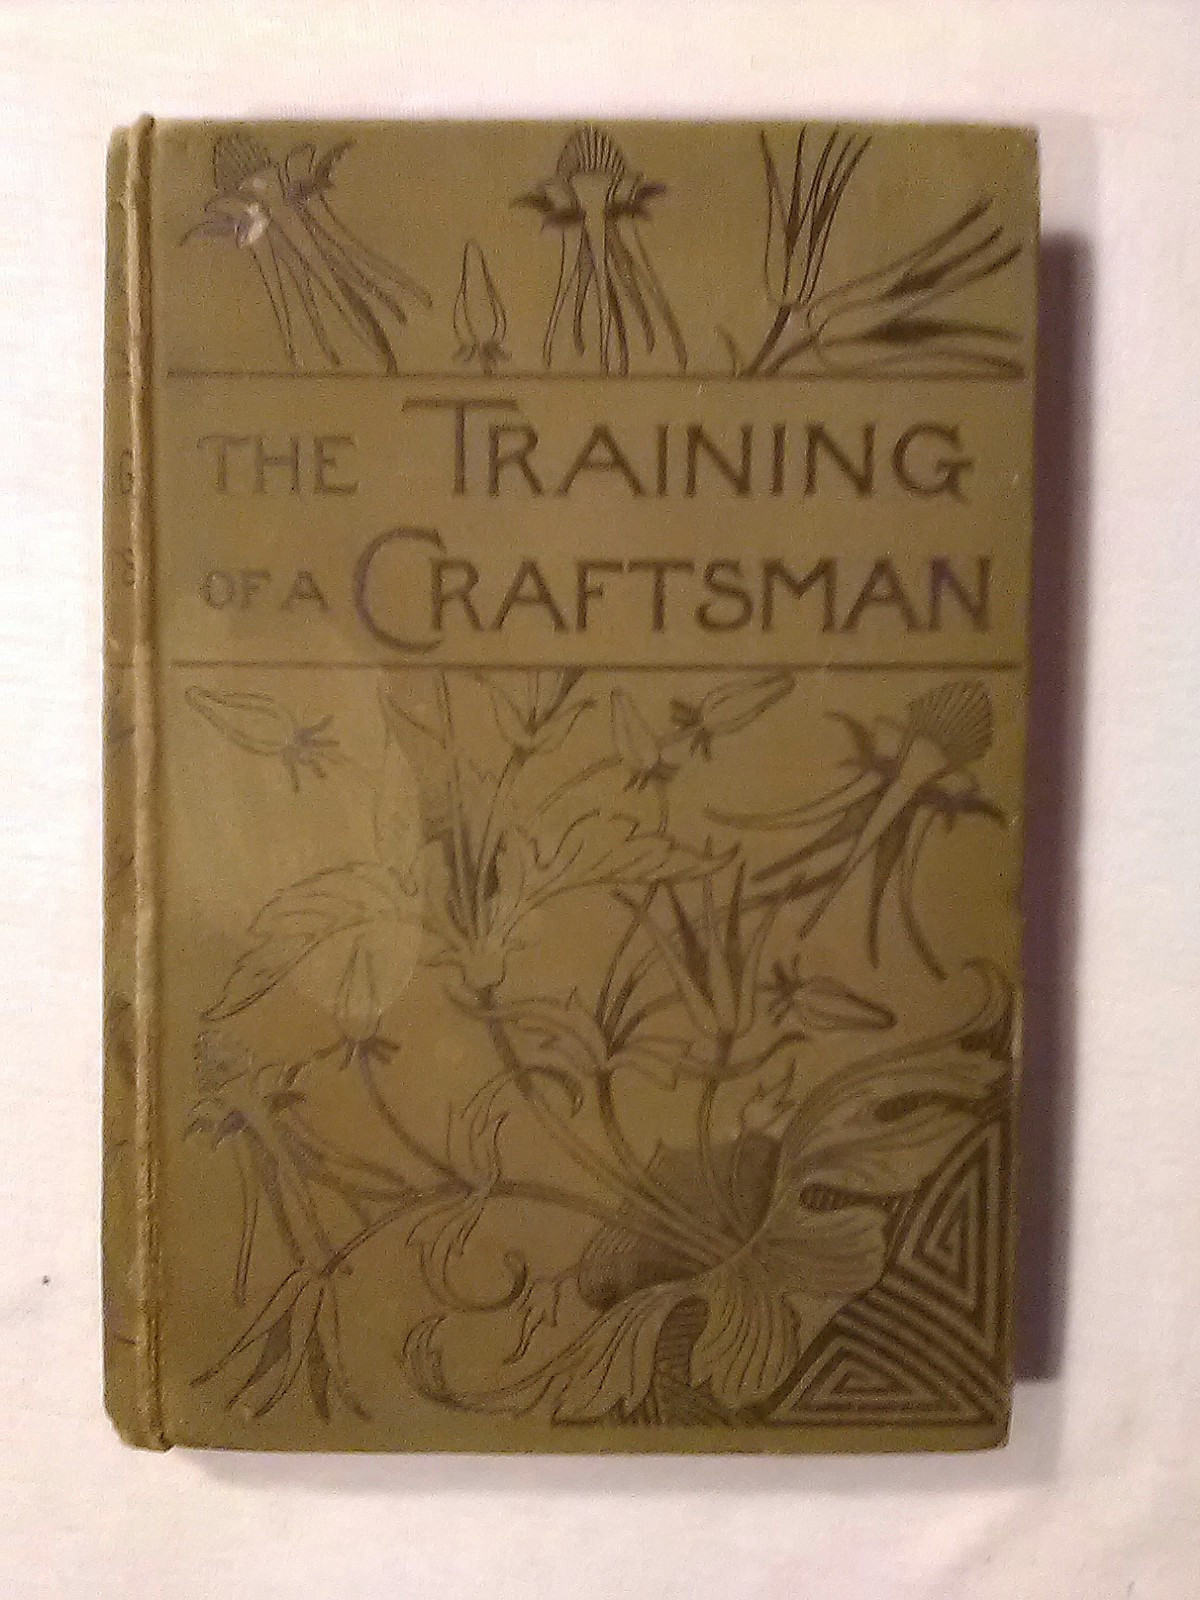 THE TRAINING
OF A CRAFTSMAN